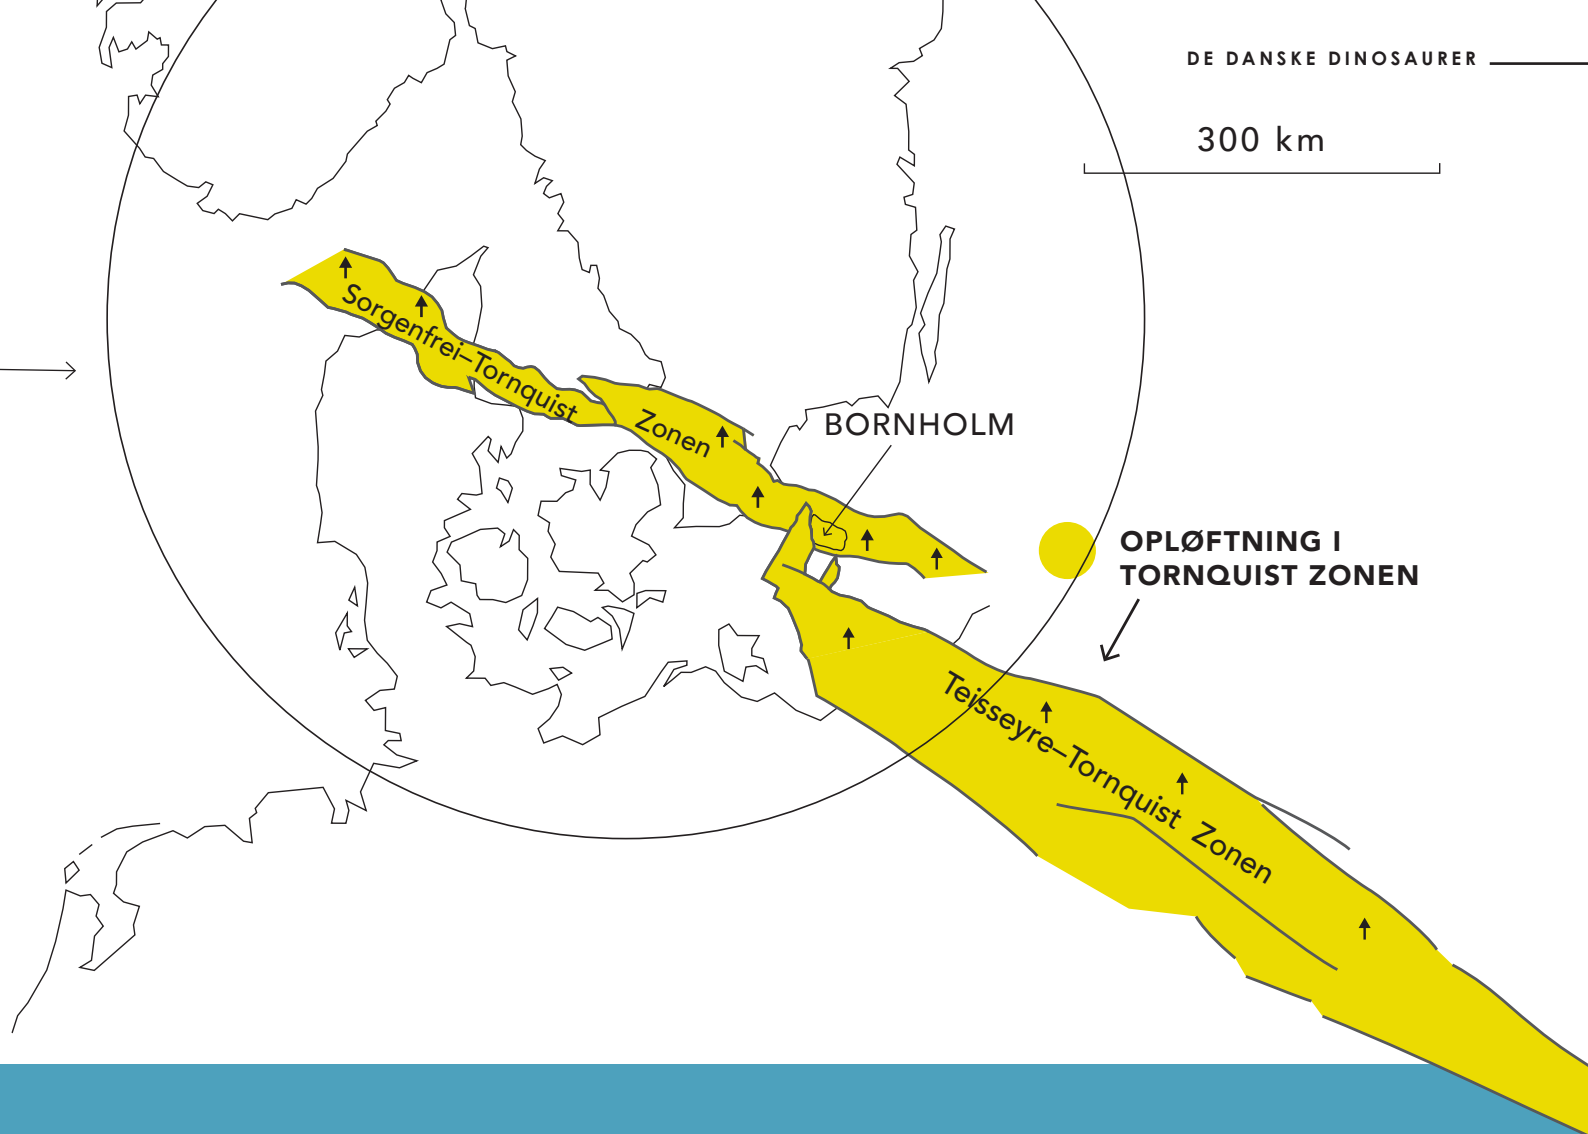 DE DANSKE DINOSAURER
300 km
Sorgenfrei–Tornquist Zonen
BORNHOLM
OPLØFTNING I
TORNQUIST ZONEN
Teisseyre–Tornquist Zonen